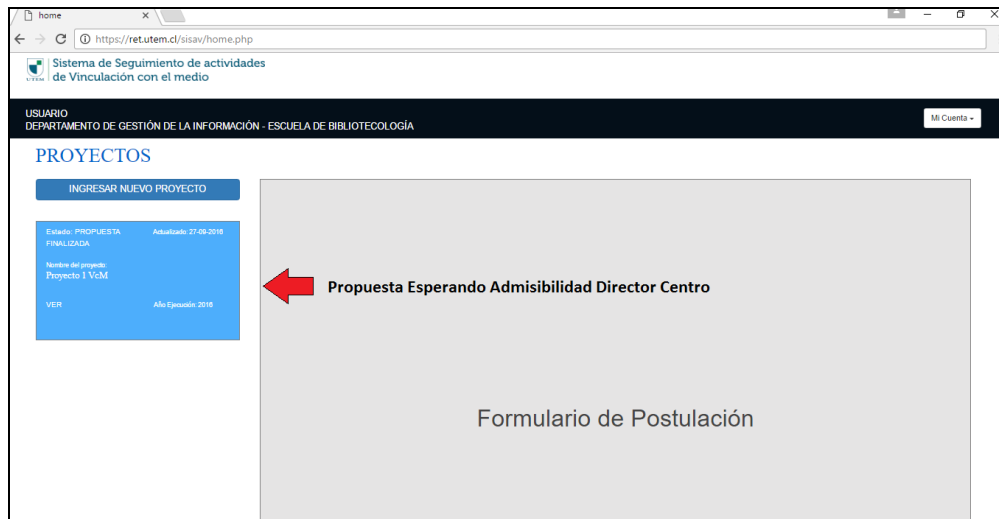 home
https://ret.utem.cl/sisav/home.php
Sistema de Seguimiento de actividades
de Vinculación con el medio
UTEM
USUARIO
DEPARTAMENTO DE GESTIÓN DE LA INFORMACIÓN - ESCUELA DE BIBLIOTECOLOGÍA
Mi Cuenta
PROYECTOS
INGRESAR NUEVO PROYECTO
Estado: PROPUESTA FINALIZADA
Actualizado: 27-09-2016
Nombre del proyecto:
Proyecto 1 VcM
VER
Año Ejecución: 2016
Propuesta Esperando Admisibilidad Director Centro
Formulario de Postulación